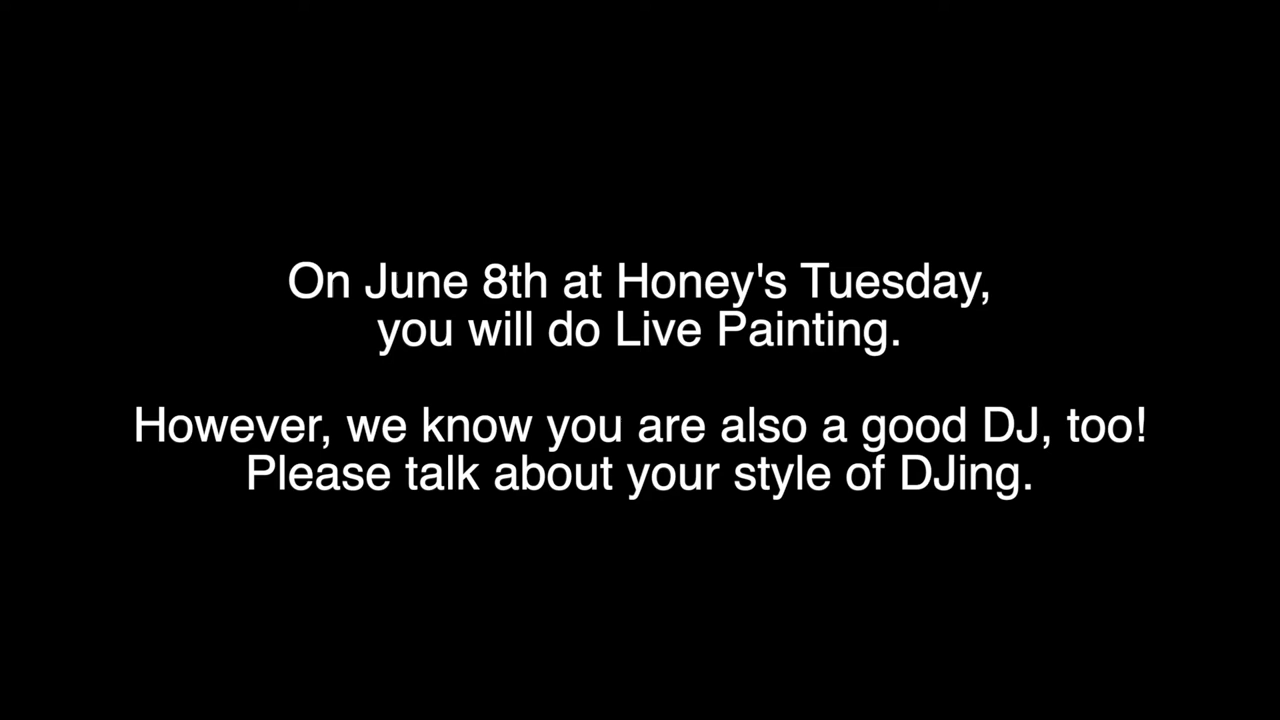 On June 8th at Honey's Tuesday,
you will do Live Painting.
However, we know you are also a good DJ, too!
Please talk about your style of DJing.